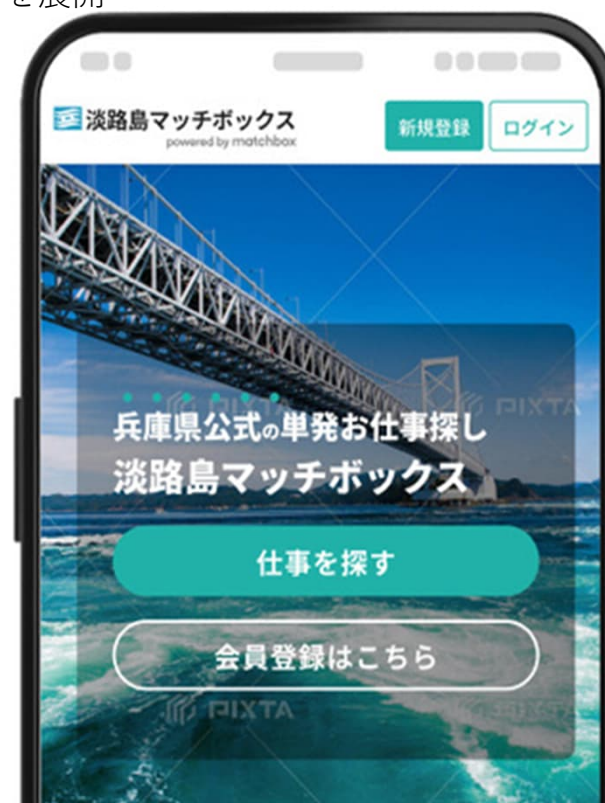 を展開
淡路島マッチボックス
powered by matchbox
新規登録
ログイン
兵庫県公式の単発お仕事探し
淡路島マッチボックス
仕事を探す
会員登録はこちら
PIXTA
PIXTA